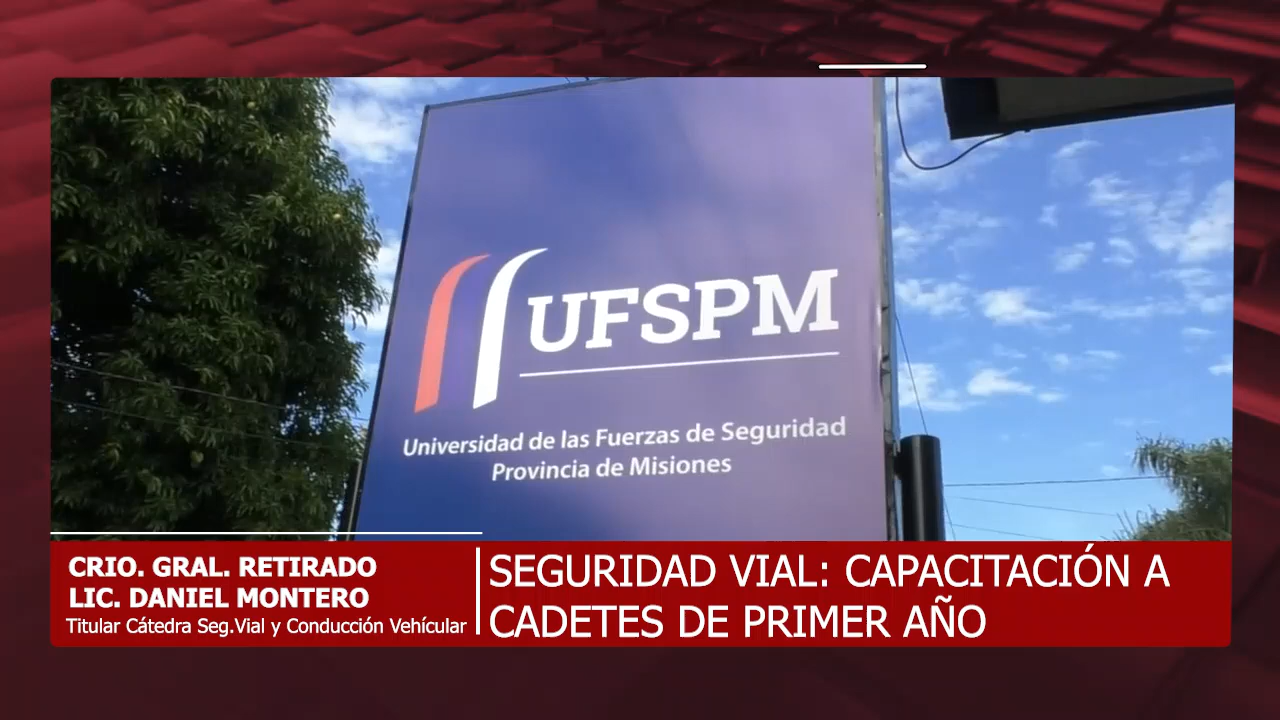 UFSPM
Universidad de las Fuerzas de Seguridad
Provincia de Misiones
CRIO. GRAL. RETIRADO
LIC. DANIEL MONTERO
Titular Cátedra Seg.Vial y Conducción Vehícular
SEGURIDAD VIAL: CAPACITACIÓN A
CADETES DE PRIMER AÑO